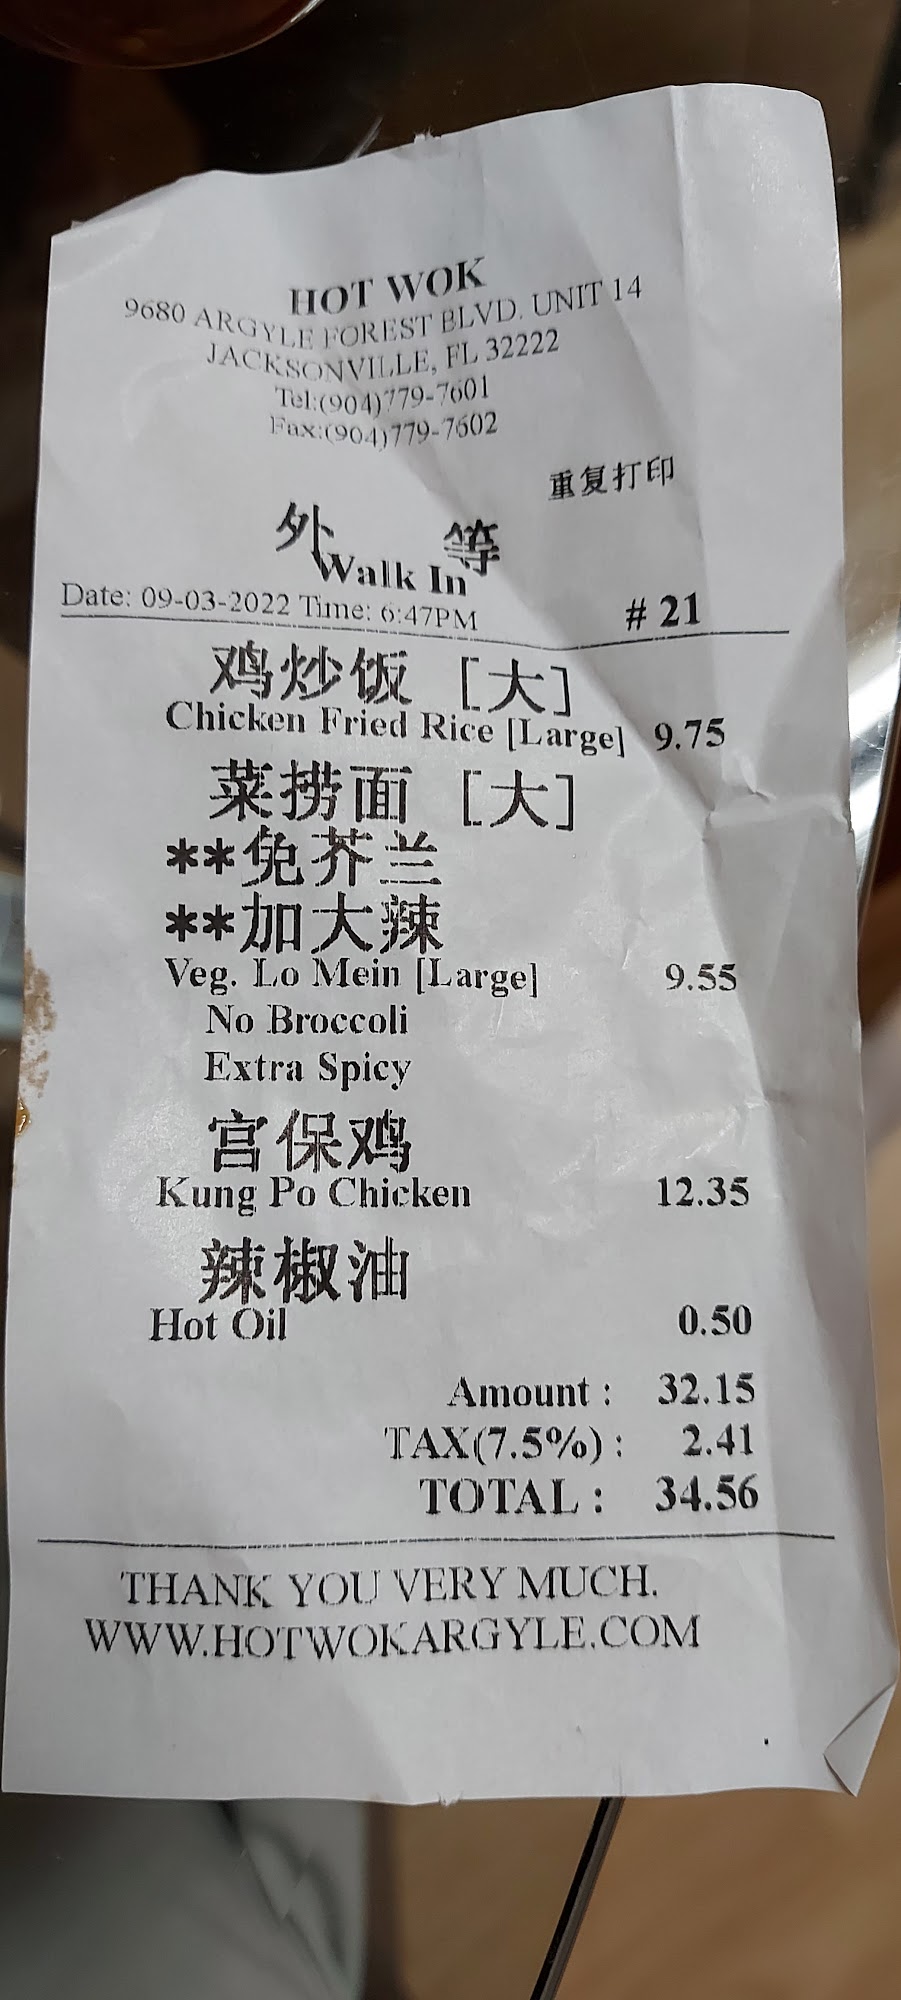 HOT WOK
9680 ARGYLE FOREST BLVD. UNIT 14
JACKSONVILLE, FL 32222
Tel:(904)779-7601
Fax:(904)779-7602
重复打印
外 等
Walk In
Date: 09-03-2022 Time: 6:47PM # 21
鸡炒饭 [大]
Chicken Fried Rice [Large] 9.75
菜捞面 [大]
**免芥兰
**加大辣
Veg. Lo Mein [Large] 9.55
No Broccoli
Extra Spicy
宫保鸡
Kung Po Chicken 12.35
辣椒油
Hot Oil 0.50
Amount : 32.15
TAX(7.5%) : 2.41
TOTAL : 34.56
THANK YOU VERY MUCH.
WWW.HOTWOKARGYLE.COM